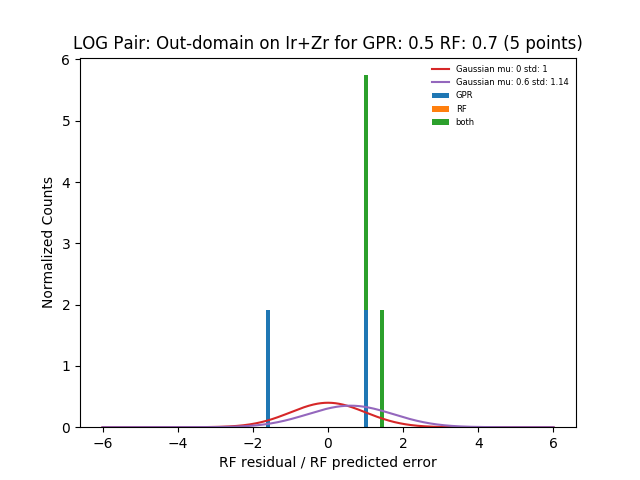 LOG Pair: Out-domain on Ir+Zr for GPR: 0.5 RF: 0.7 (5 points)
Gaussian mu: 0 std: 1
Gaussian mu: 0.6 std: 1.14
GPR
RF
both
Normalized Counts
6
5
4
3
2
1
0
−6
−4
−2
0
2
4
6
RF residual / RF predicted error